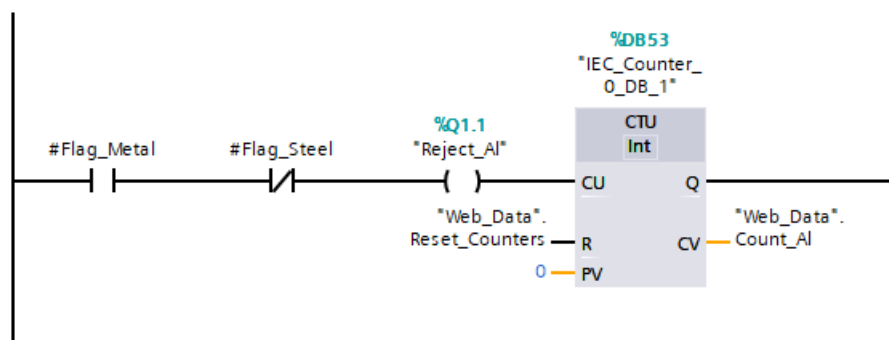 %DB53
"IEC_Counter_
0_DB_1"
%Q1.1
CTU
#Flag_Metal
#Flag_Steel
"Reject_Al"
Int
CU
Q
"Web_Data".
"Web_Data".
Reset_Counters
R
CV
Count_Al
0
PV